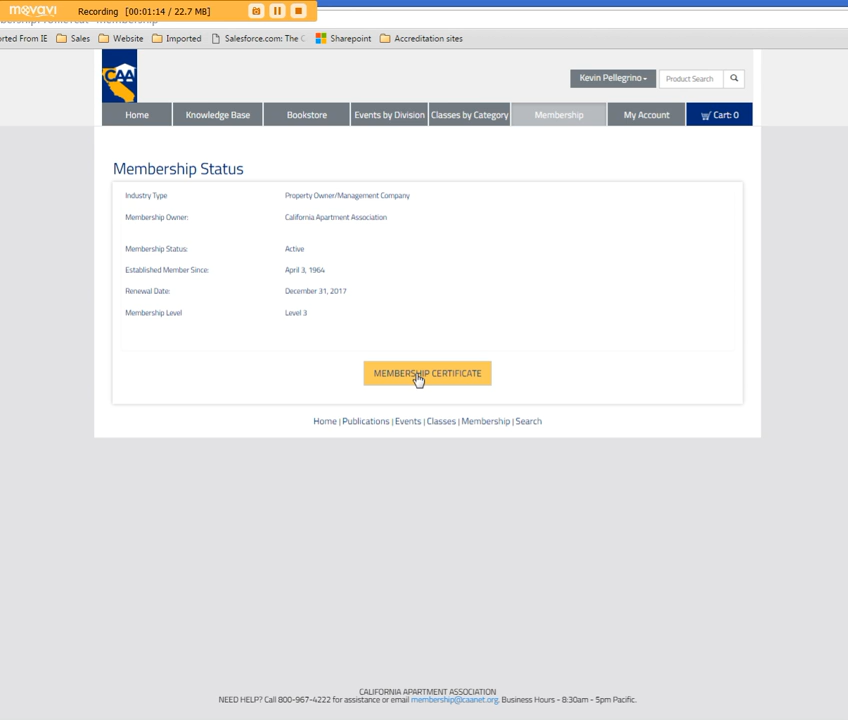 movavi Recording [00:01:14 / 22.7 MB]
orted From IE Sales Website Imported Salesforce.com: The C Sharepoint Accreditation sites
CAA
Kevin Pellegrino Product Search
Home Knowledge Base Bookstore Events by Division Classes by Category Membership My Account Cart: 0
Membership Status
Industry Type Property Owner/Management Company
Membership Owner: California Apartment Association
Membership Status: Active
Established Member Since: April 3, 1964
Renewal Date: December 31, 2017
Membership Level Level 3
MEMBERSHIP CERTIFICATE
Home | Publications | Events | Classes | Membership | Search
CALIFORNIA APARTMENT ASSOCIATION
NEED HELP? Call 800-967-4222 for assistance or email membership@caanet.org. Business Hours - 8:30am - 5pm Pacific.